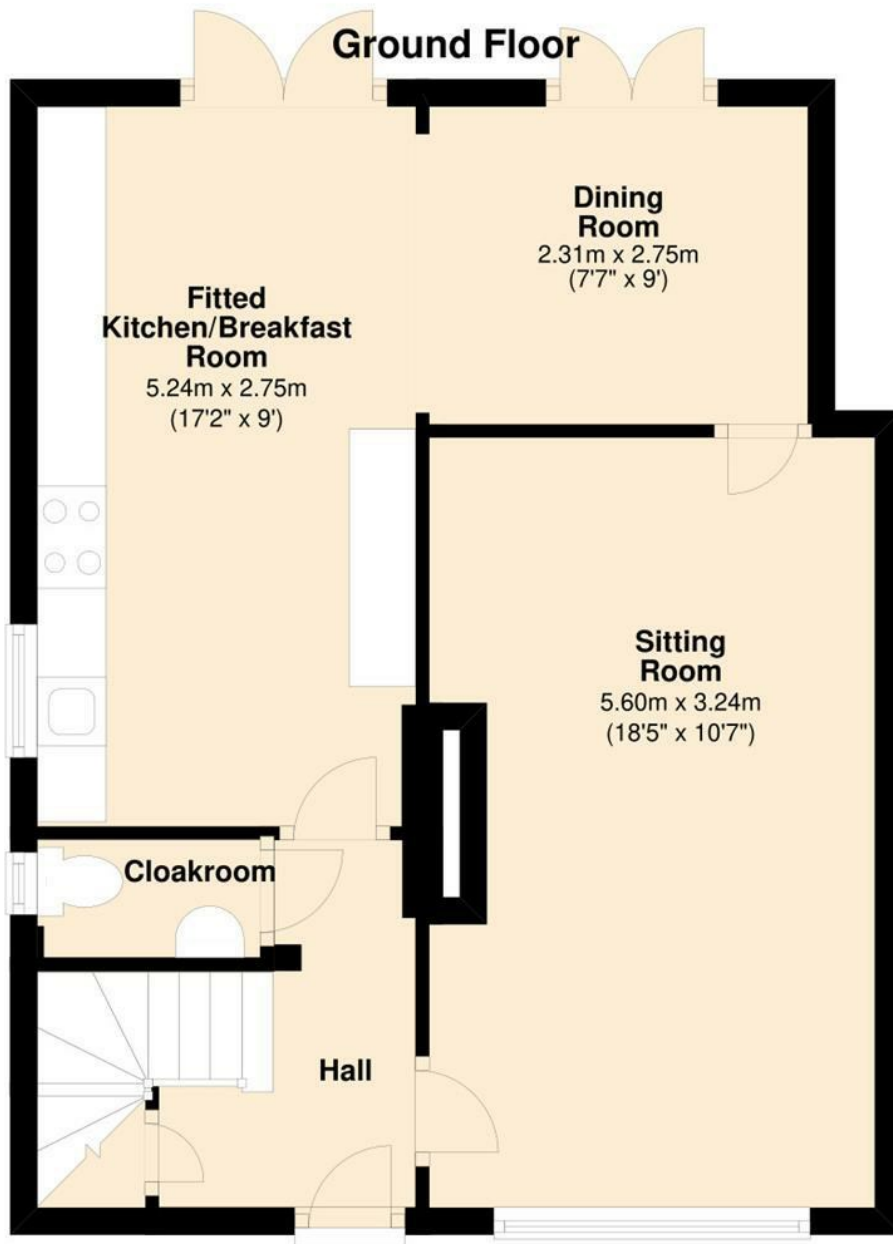 Ground Floor
Dining
Room
2.31m x 2.75m
(7'7" x 9')
Fitted
Kitchen/Breakfast
Room
5.24m x 2.75m
(17'2" x 9')
Sitting
Room
5.60m x 3.24m
(18'5" x 10'7")
Cloakroom
Hall